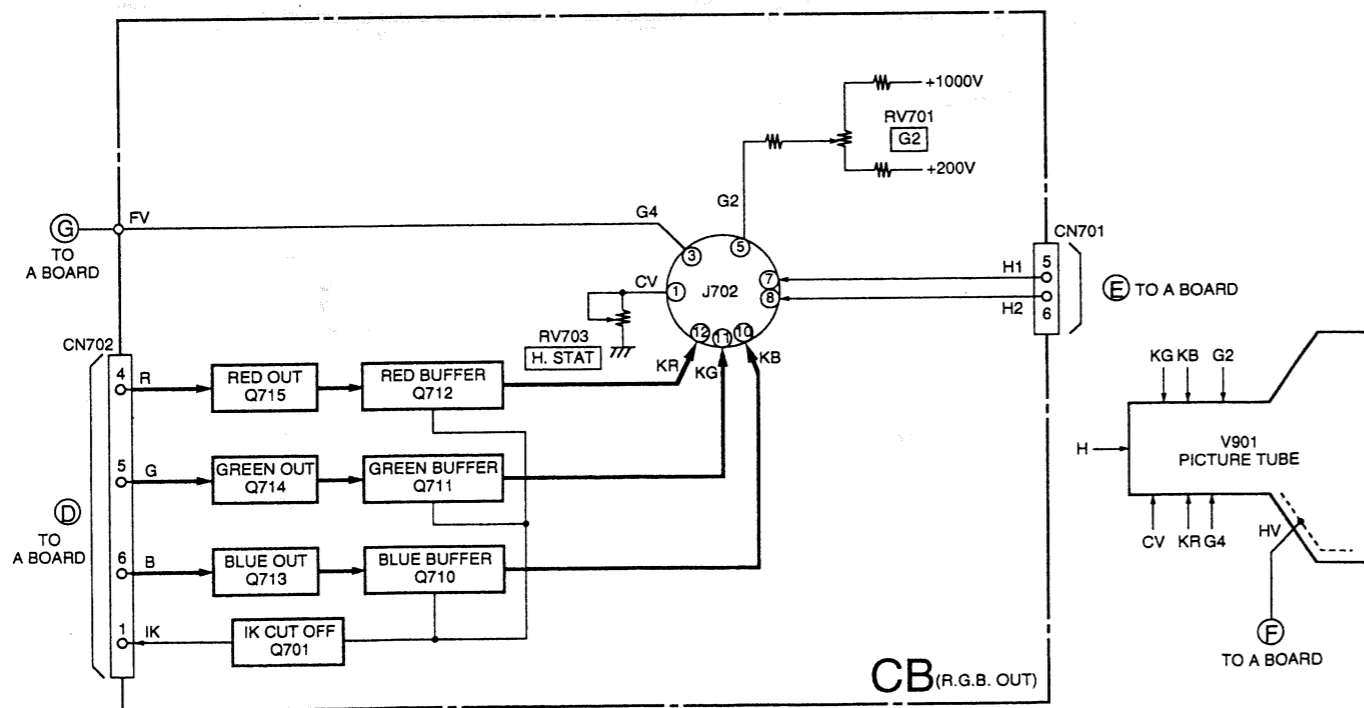 +1000V
RV701
G2
+200V
G2
G
FV
G4
TO
A BOARD
CN701
3
5
7
8
1
J702
12
11
10
CV
H1
5
H2
6
E TO A BOARD
RV703
H. STAT
KR
KG
KB
CN702
4
R
RED OUT
Q715
RED BUFFER
Q712
5
G
GREEN OUT
Q714
GREEN BUFFER
Q711
D
TO
A BOARD
6
B
BLUE OUT
Q713
BLUE BUFFER
Q710
1
IK
IK CUT OFF
Q701
CB (R.G.B. OUT)
KG KB G2
H
V901
PICTURE TUBE
CV KR G4
HV
F
TO A BOARD